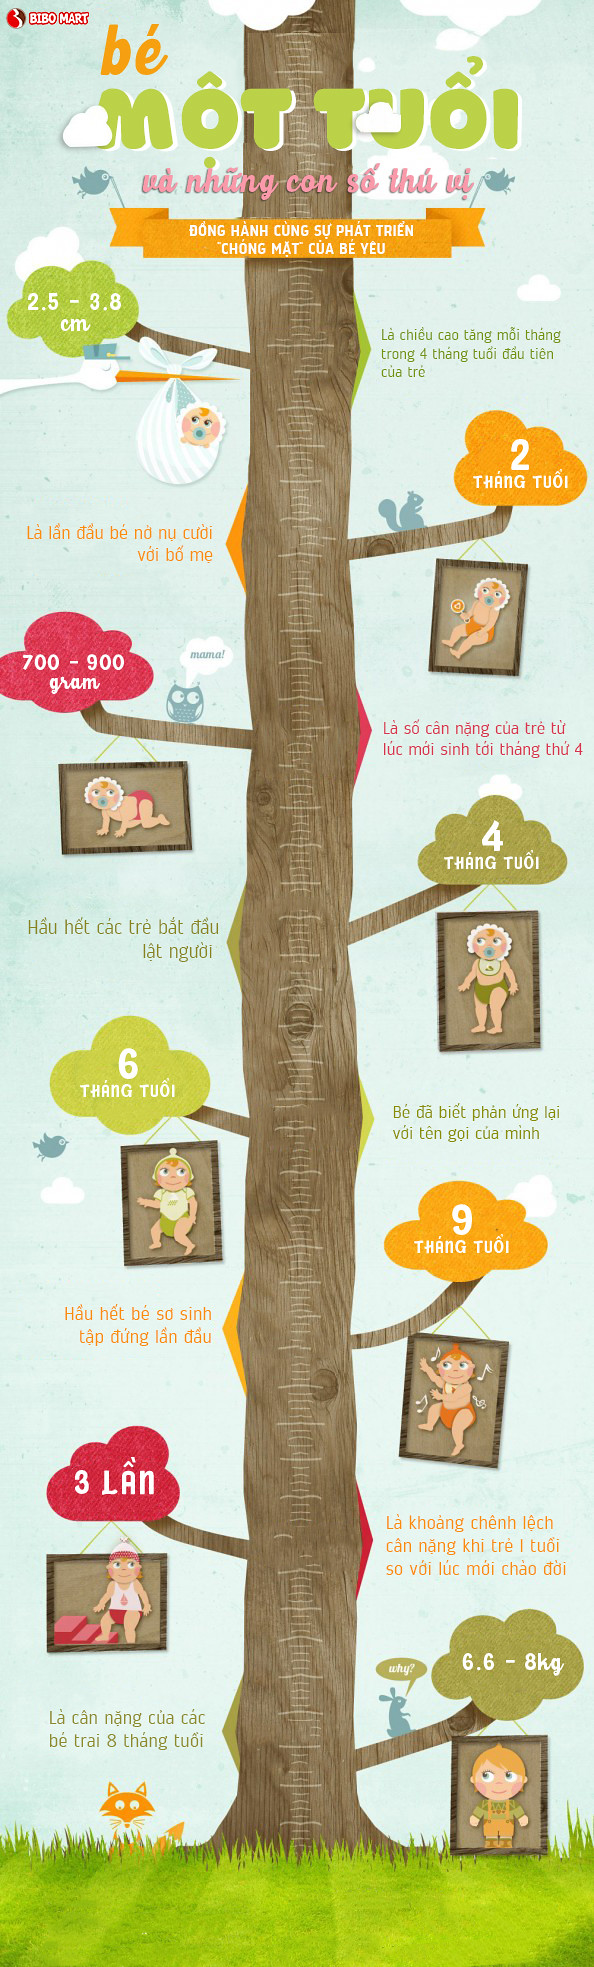 BIBO MART
bé
MỘT TUỔI
và những con số thú vị
ĐỒNG HÀNH CÙNG SỰ PHÁT TRIỂN
"CHÓNG MẶT" CỦA BÉ YÊU
2.5 - 3.8
cm
Là chiều cao tăng mỗi tháng
trong 4 tháng tuổi đầu tiên
của trẻ
2
THÁNG TUỔI
Là lần đầu bé nở nụ cười
với bố mẹ
700 - 900
gram
mama!
Là số cân nặng của trẻ từ
lúc mới sinh tới tháng thứ 4
4
THÁNG TUỔI
Hầu hết các trẻ bắt đầu
lật người
6
THÁNG TUỔI
Bé đã biết phản ứng lại
với tên gọi của mình
9
THÁNG TUỔI
Hầu hết bé sơ sinh
tập đứng lần đầu
3 LẦN
Là khoảng chênh lệch
cân nặng khi trẻ 1 tuổi
so với lúc mới chào đời
why?
6.6 - 8kg
Là cân nặng của các
bé trai 8 tháng tuổi